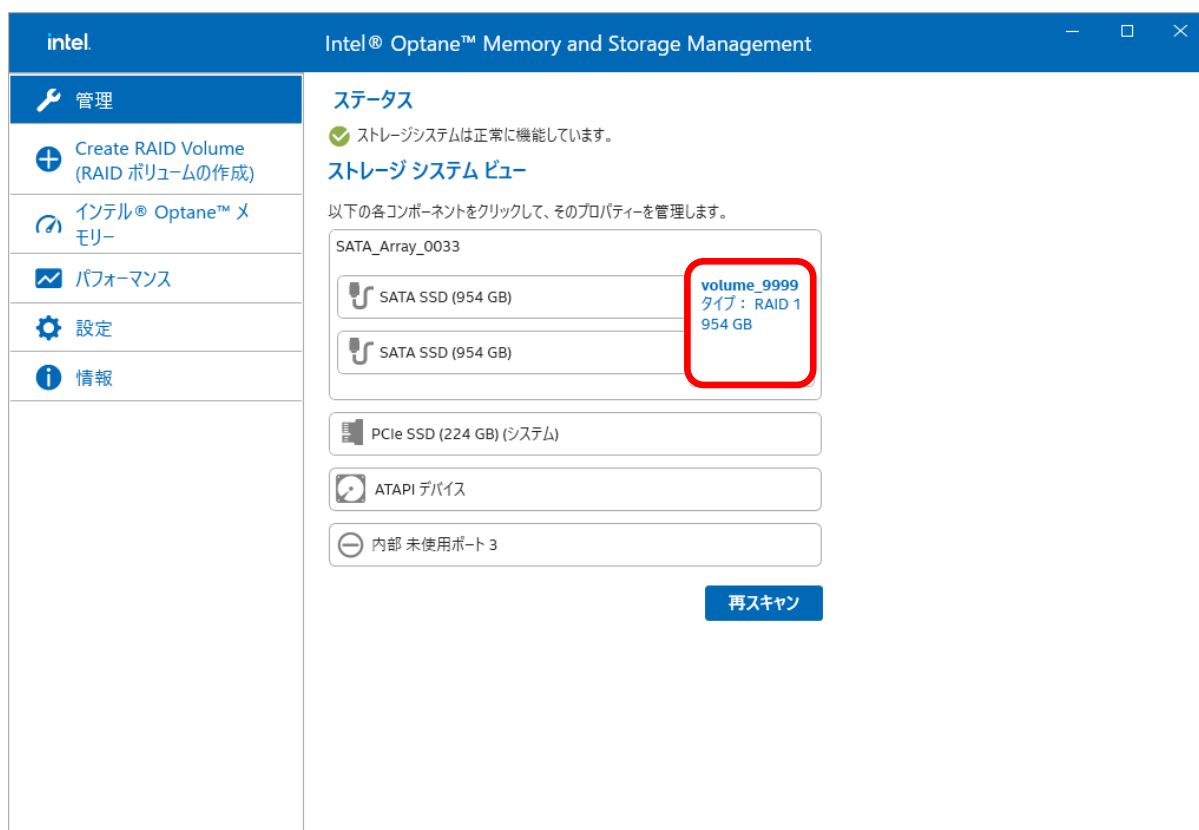 intel.
Intel® Optane™ Memory and Storage Management
管理
Create RAID Volume
(RAID ボリュームの作成)
インテル® Optane™ メ
モリー
パフォーマンス
設定
情報
ステータス
ストレージシステムは正常に機能しています。
ストレージ システム ビュー
以下の各コンポーネントをクリックして、そのプロパティーを管理します。
SATA_Array_0033
SATA SSD (954 GB)
SATA SSD (954 GB)
volume_9999
タイプ： RAID 1
954 GB
PCIe SSD (224 GB) (システム)
ATAPI デバイス
内部 未使用ポート 3
再スキャン